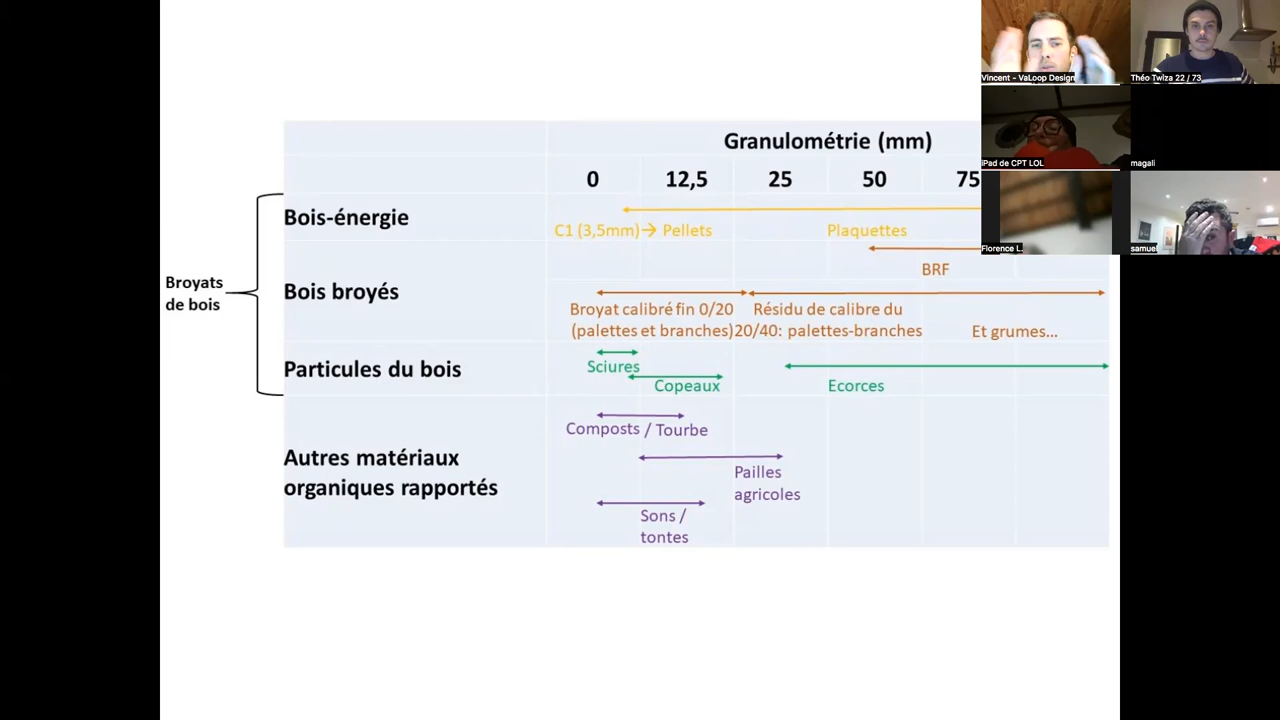 Granulométrie (mm)
0 12,5 25 50 75
Bois-énergie
C1 (3,5mm)→ Pellets
Plaquettes
BRF
Broyats
de bois
Bois broyés
Broyat calibré fin 0/20
(palettes et branches)
Résidu de calibre du
20/40: palettes-branches
Et grumes...
Particules du bois
Sciures
Copeaux
Ecorces
Autres matériaux
organiques rapportés
Composts / Tourbe
Pailles
agricoles
Sons /
tontes
Vincent - VaLoop Design
Théo Twiza 22 / 73
iPad de CPT LOL
magali
Florence L.
samuel